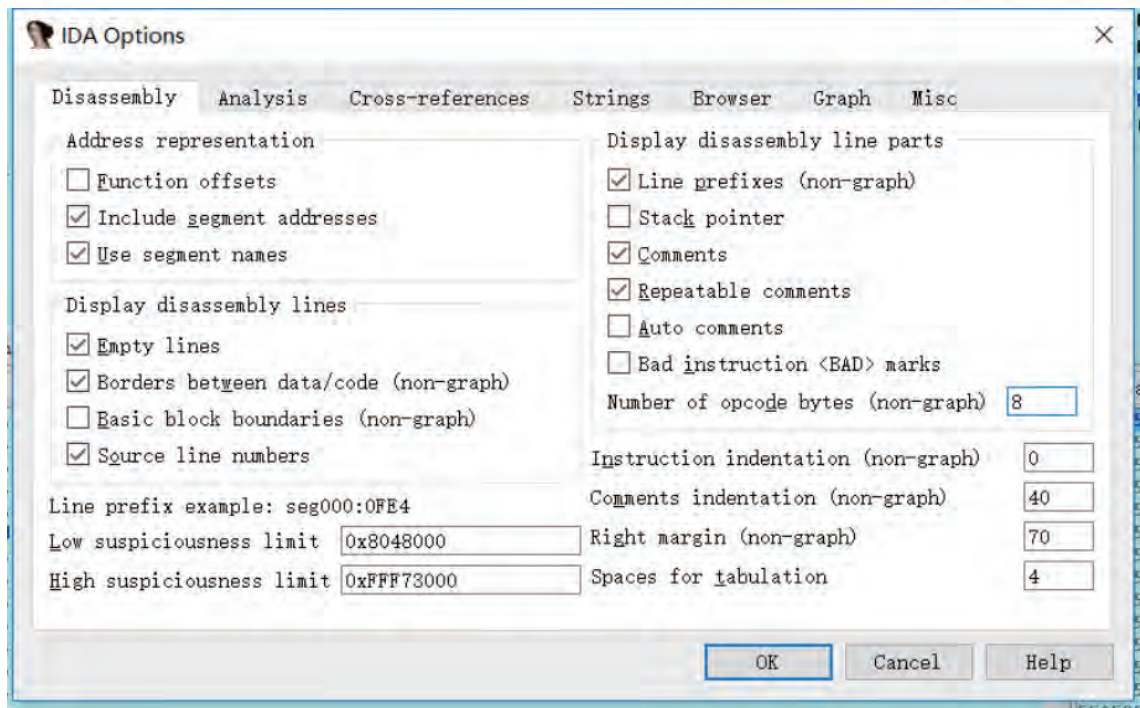 IDA Options
Disassembly Analysis Cross-references Strings Browser Graph Misc
Address representation
Function offsets
Include segment addresses
Use segment names
Display disassembly lines
Empty lines
Borders between data/code (non-graph)
Basic block boundaries (non-graph)
Source line numbers
Line prefix example: seg000:0FE4
Low suspiciousness limit 0x8048000
High suspiciousness limit 0xFFF73000
Display disassembly line parts
Line prefixes (non-graph)
Stack pointer
Comments
Repeatable comments
Auto comments
Bad instruction <BAD> marks
Number of opcode bytes (non-graph) 8
Instruction indentation (non-graph) 0
Comments indentation (non-graph) 40
Right margin (non-graph) 70
Spaces for tabulation 4
OK Cancel Help